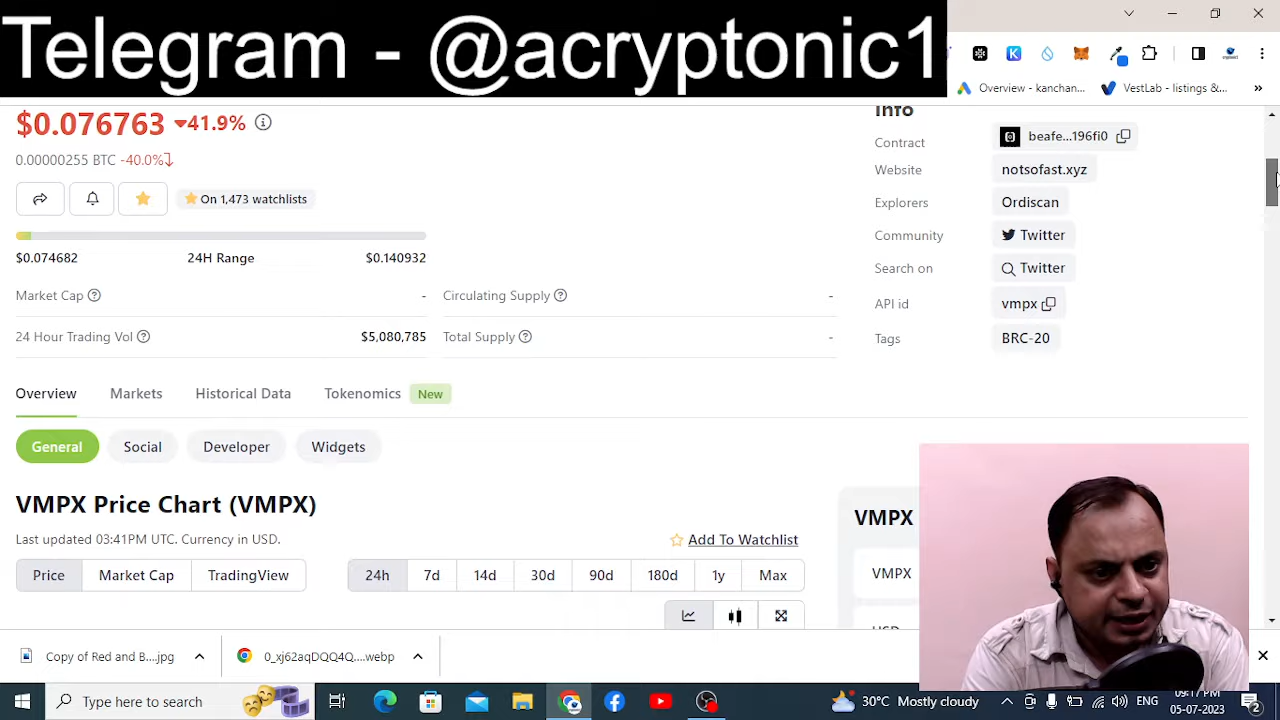 Telegram - @acryptonic1
Overview - kanchan...
VestLab - listings &...
»
$0.076763 41.9%
0.00000255 BTC -40.0%
On 1,473 watchlists
$0.074682 24H Range $0.140932
Market Cap - Circulating Supply -
24 Hour Trading Vol $5,080,785 Total Supply -
Info
Contract beafe...196fi0
Website notsofast.xyz
Explorers Ordiscan
Community Twitter
Search on Twitter
API id vmpx
Tags BRC-20
Overview Markets Historical Data Tokenomics New
General Social Developer Widgets
VMPX Price Chart (VMPX)
Last updated 03:41PM UTC. Currency in USD.
Add To Watchlist
Price Market Cap TradingView 24h 7d 14d 30d 90d 180d 1y Max
VMPX
VMPX
USD
Copy of Red and B....jpg
0_xj62aqDQQ4Q....webp
Type here to search
30°C Mostly cloudy
ENG
05:17 PM
05-07-2023
2